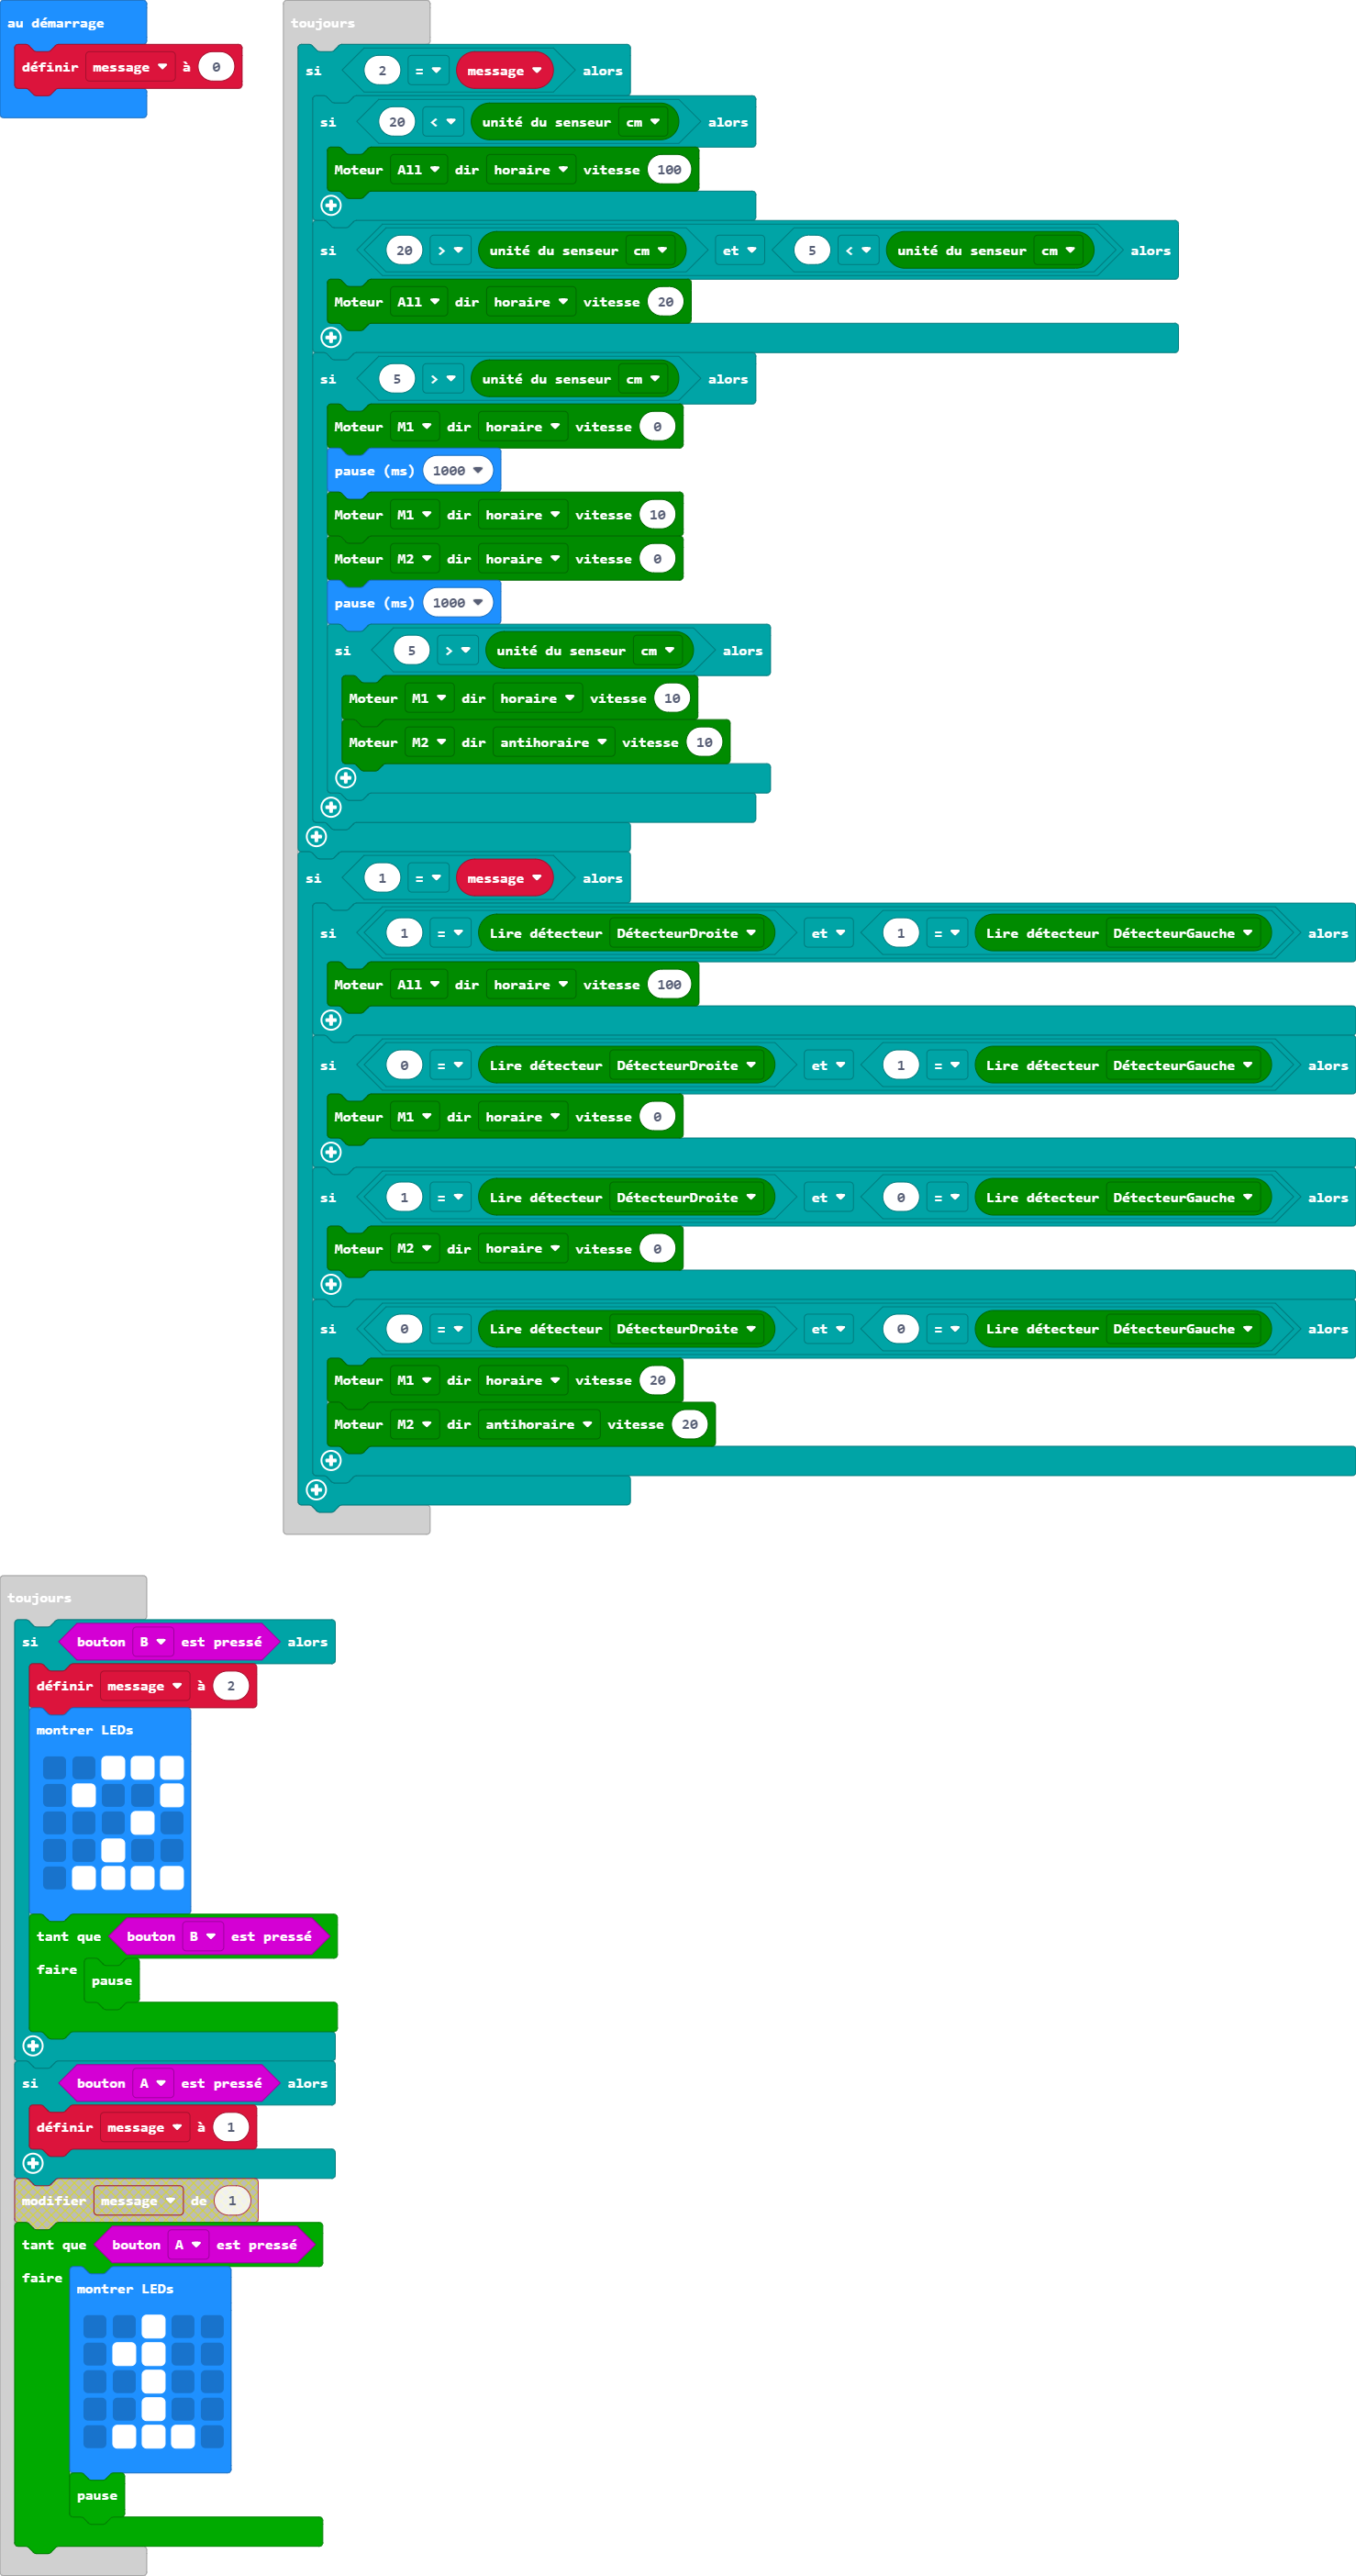 au démarrage
définir message à 0
toujours
si 2 = message alors
si 20 < unité du senseur cm alors
Moteur All dir horaire vitesse 100
si 20 > unité du senseur cm et 5 < unité du senseur cm alors
Moteur All dir horaire vitesse 20
si 5 > unité du senseur cm alors
Moteur M1 dir horaire vitesse 0
pause (ms) 1000
Moteur M1 dir horaire vitesse 10
Moteur M2 dir horaire vitesse 0
pause (ms) 1000
si 5 > unité du senseur cm alors
Moteur M1 dir horaire vitesse 10
Moteur M2 dir antihoraire vitesse 10
si 1 = message alors
si 1 = Lire détecteur DétecteurDroite et 1 = Lire détecteur DétecteurGauche alors
Moteur All dir horaire vitesse 100
si 0 = Lire détecteur DétecteurDroite et 1 = Lire détecteur DétecteurGauche alors
Moteur M1 dir horaire vitesse 0
si 1 = Lire détecteur DétecteurDroite et 0 = Lire détecteur DétecteurGauche alors
Moteur M2 dir horaire vitesse 0
si 0 = Lire détecteur DétecteurDroite et 0 = Lire détecteur DétecteurGauche alors
Moteur M1 dir horaire vitesse 20
Moteur M2 dir antihoraire vitesse 20
toujours
si bouton B est pressé alors
définir message à 2
montrer LEDs
tant que bouton B est pressé
faire pause
si bouton A est pressé alors
définir message à 1
modifier message de 1
tant que bouton A est pressé
faire montrer LEDs
pause